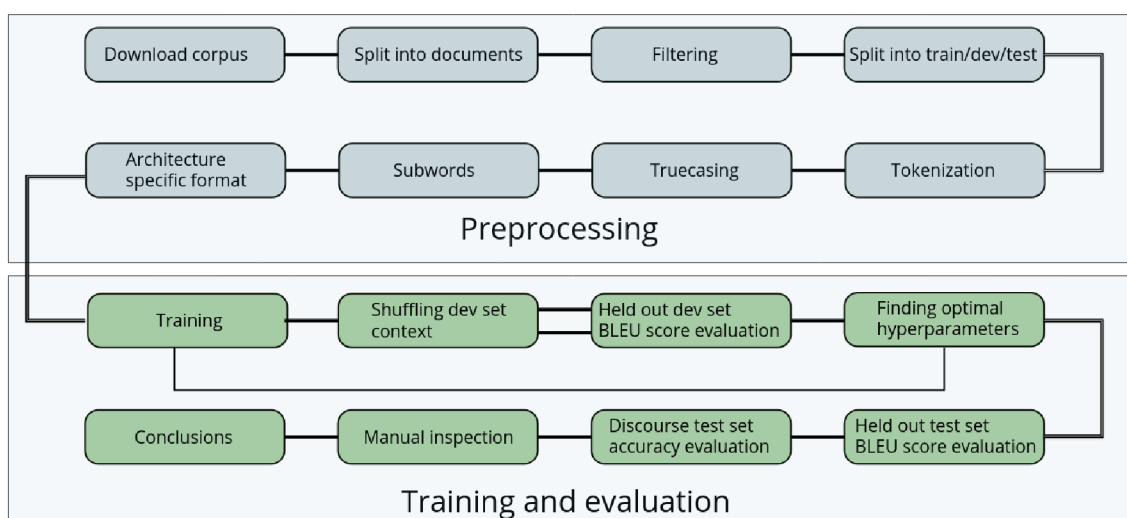 Download corpus
Split into documents
Filtering
Split into train/dev/test
Architecture
specific format
Subwords
Truecasing
Tokenization
Preprocessing
Training
Shuffling dev set
context
Held out dev set
BLEU score evaluation
Finding optimal
hyperparameters
Conclusions
Manual inspection
Discourse test set
accuracy evaluation
Held out test set
BLEU score evaluation
Training and evaluation